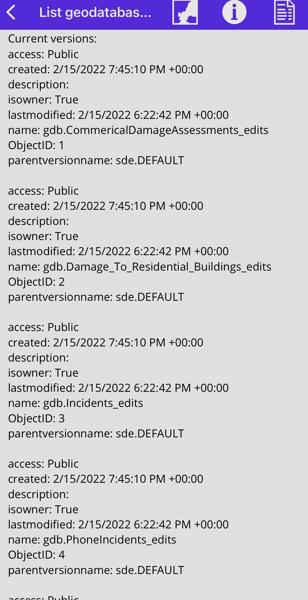 List geodatabas...
Current versions:
access: Public
created: 2/15/2022 7:45:10 PM +00:00
description:
isowner: True
lastmodified: 2/15/2022 6:22:42 PM +00:00
name: gdb.CommericalDamageAssessments_edits
ObjectID: 1
parentversionname: sde.DEFAULT
access: Public
created: 2/15/2022 7:45:10 PM +00:00
description:
isowner: True
lastmodified: 2/15/2022 6:22:42 PM +00:00
name: gdb.Damage_To_Residential_Buildings_edits
ObjectID: 2
parentversionname: sde.DEFAULT
access: Public
created: 2/15/2022 7:45:10 PM +00:00
description:
isowner: True
lastmodified: 2/15/2022 6:22:42 PM +00:00
name: gdb.Incidents_edits
ObjectID: 3
parentversionname: sde.DEFAULT
access: Public
created: 2/15/2022 7:45:10 PM +00:00
description:
isowner: True
lastmodified: 2/15/2022 6:22:42 PM +00:00
name: gdb.PhoneIncidents_edits
ObjectID: 4
parentversionname: sde.DEFAULT
access: Public